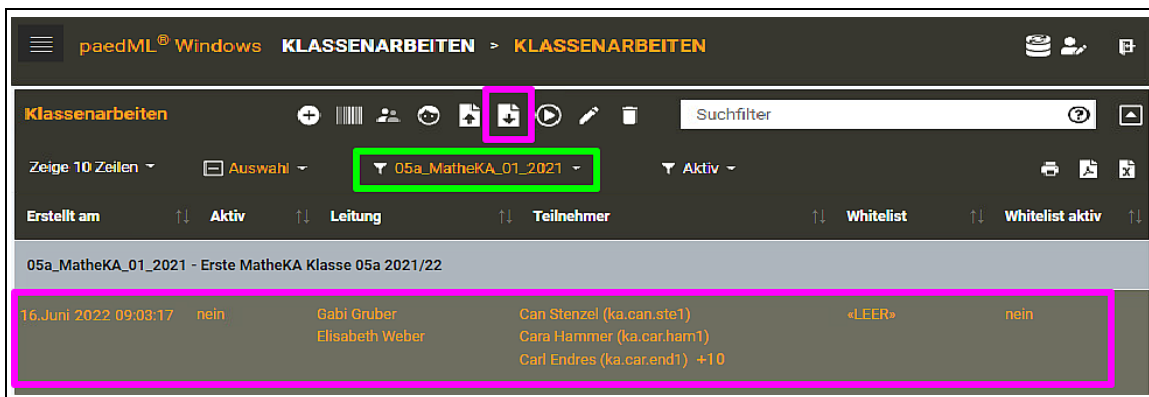 paedML® Windows KLASSENARBEITEN > KLASSENARBEITEN
Klassenarbeiten Suchfilter
Zeige 10 Zeilen Auswahl 05a_MatheKA_01_2021 Aktiv
Erstellt am Aktiv Leitung Teilnehmer Whitelist Whitelist aktiv
05a_MatheKA_01_2021 - Erste MatheKA Klasse 05a 2021/22
16.Juni 2022 09:03:17 nein Gabi Gruber Can Stenzel (ka.can.ste1) «LEER» nein
Elisabeth Weber Cara Hammer (ka.car.ham1)
Carl Endres (ka.car.end1) +10